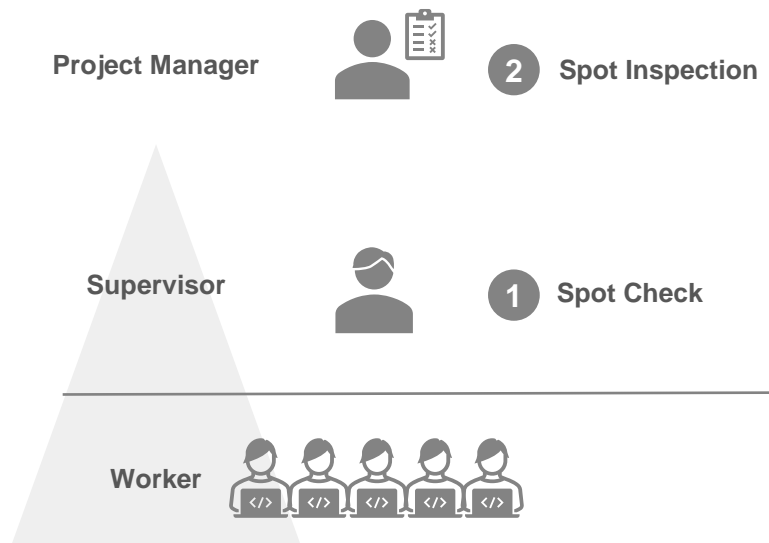 Project Manager
2 Spot Inspection
Supervisor
1 Spot Check
Worker
</> </> </> </> </>